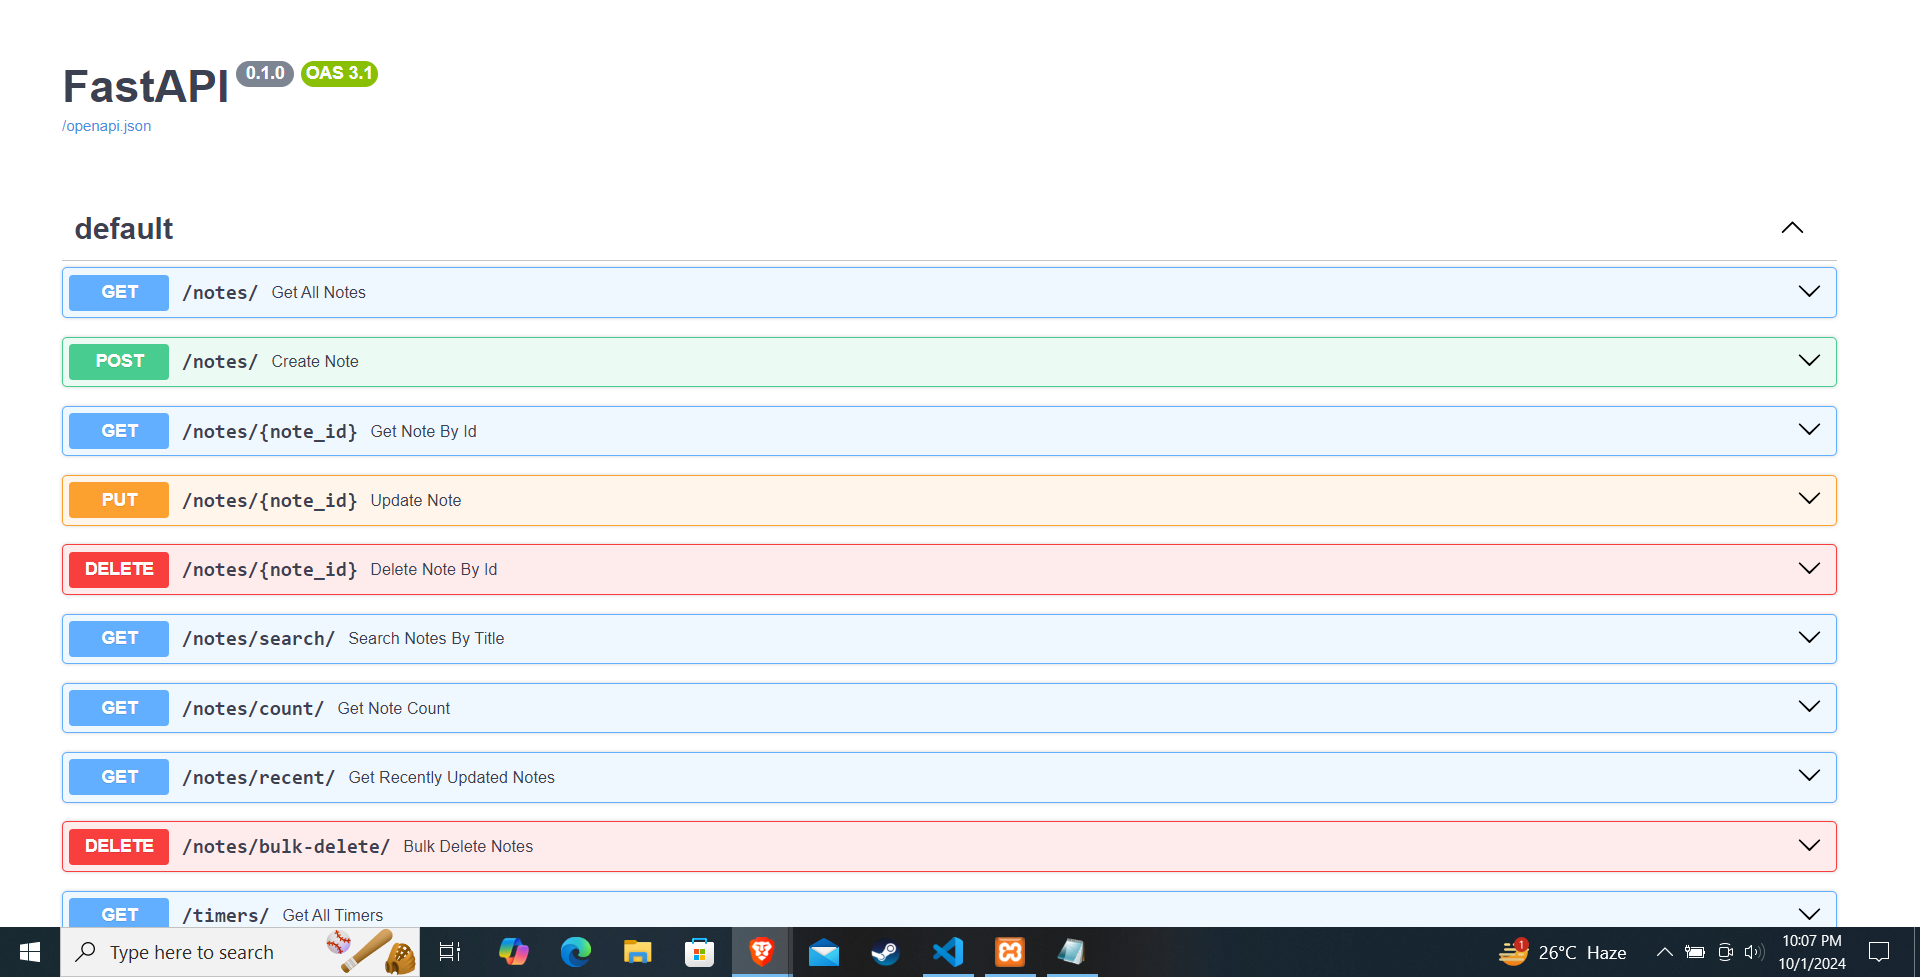 FastAPI 0.1.0 OAS 3.1
/openapi.json
default
GET /notes/ Get All Notes
POST /notes/ Create Note
GET /notes/{note_id} Get Note By Id
PUT /notes/{note_id} Update Note
DELETE /notes/{note_id} Delete Note By Id
GET /notes/search/ Search Notes By Title
GET /notes/count/ Get Note Count
GET /notes/recent/ Get Recently Updated Notes
DELETE /notes/bulk-delete/ Bulk Delete Notes
GET /timers/ Get All Timers
Type here to search
1
26°C Haze
10:07 PM
10/1/2024